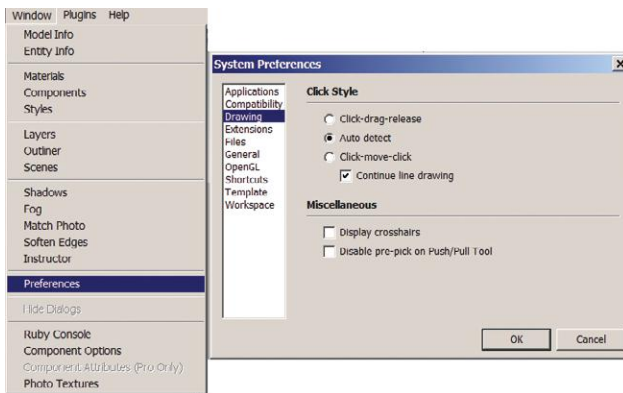 Window Plugins Help
Model Info
Entity Info
Materials
Components
Styles
Layers
Outliner
Scenes
Shadows
Fog
Match Photo
Soften Edges
Instructor
Preferences
Hide Dialogs
Ruby Console
Component Options
Component Attributes (Pro Only)
Photo Textures
System Preferences
Applications
Compatibility
Drawing
Extensions
Files
General
OpenGL
Shortcuts
Template
Workspace
Click Style
Click-drag-release
Auto detect
Click-move-click
Continue line drawing
Miscellaneous
Display crosshairs
Disable pre-pick on Push/Pull Tool
OK Cancel